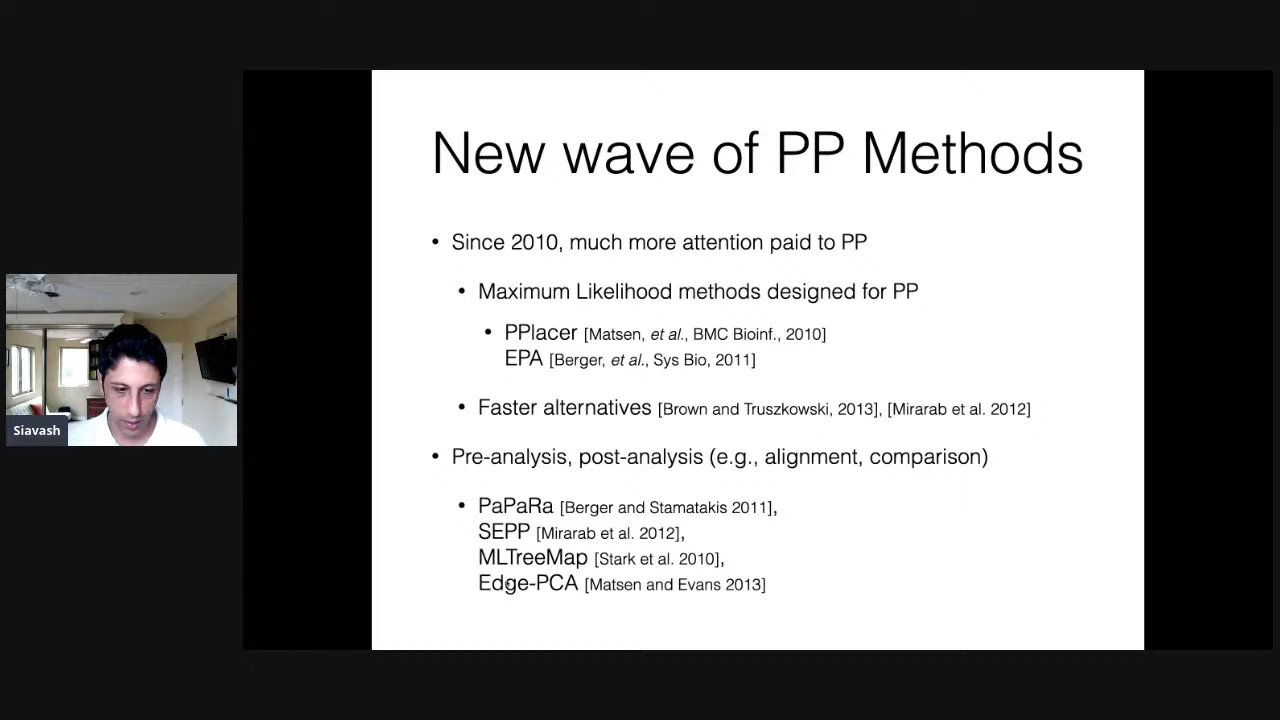 New wave of PP Methods
• Since 2010, much more attention paid to PP
• Maximum Likelihood methods designed for PP
• PPlacer [Matsen, et al., BMC Bioinf., 2010]
EPA [Berger, et al., Sys Bio, 2011]
• Faster alternatives [Brown and Truszkowski, 2013], [Mirarab et al. 2012]
• Pre-analysis, post-analysis (e.g., alignment, comparison)
• PaPaRa [Berger and Stamatakis 2011],
SEPP [Mirarab et al. 2012],
MLTreeMap [Stark et al. 2010],
Edge-PCA [Matsen and Evans 2013]
Siavash